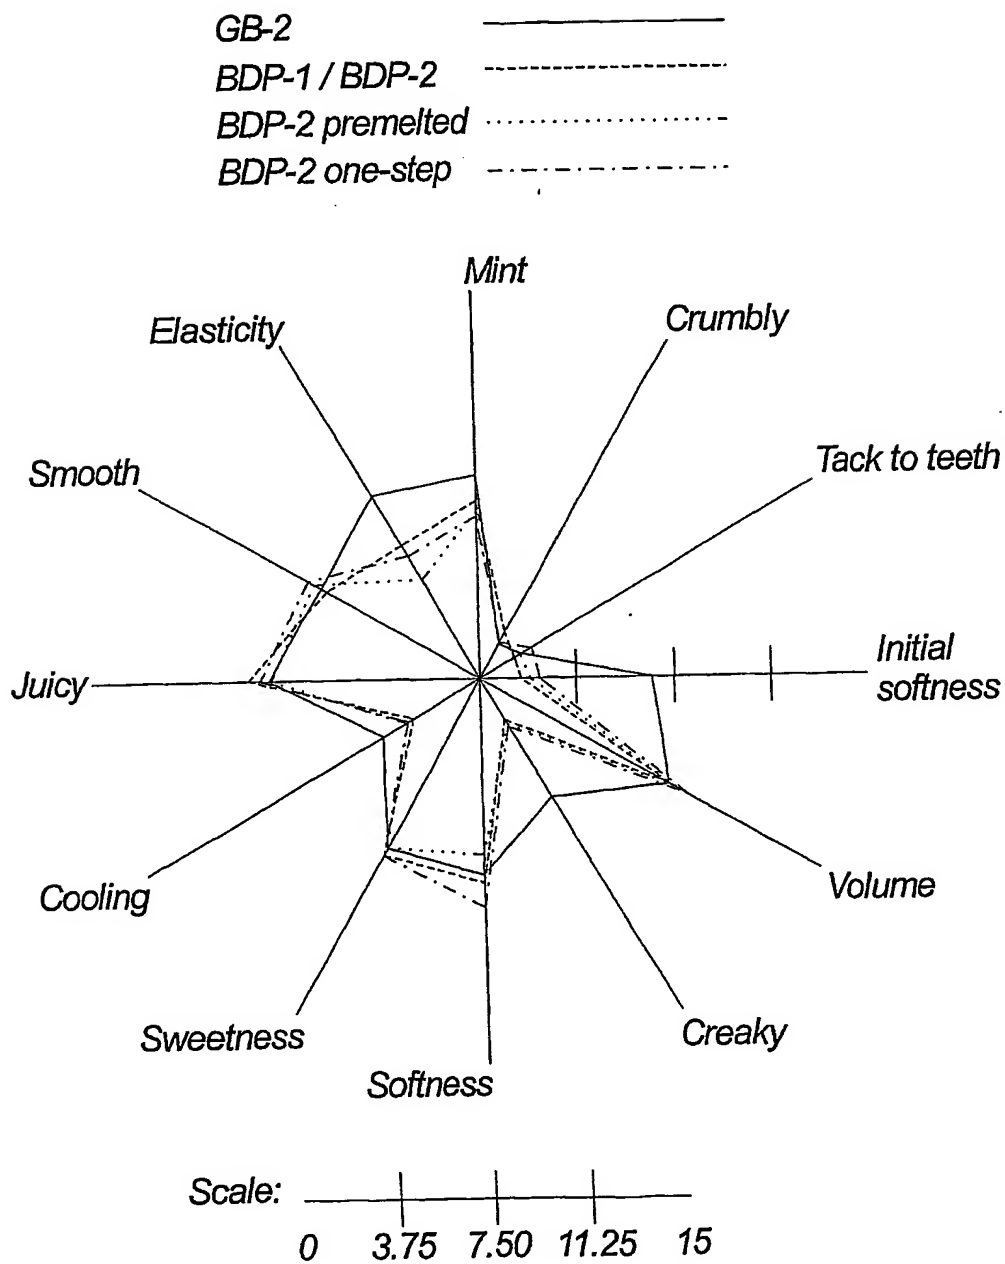 GB-2
BDP-1 / BDP-2
BDP-2 premelted
BDP-2 one-step
Mint
Elasticity
Crumbly
Smooth
Tack to teeth
Juicy
Initial
softness
Cooling
Volume
Sweetness
Creaky
Softness
Scale:
0 3.75 7.50 11.25 15